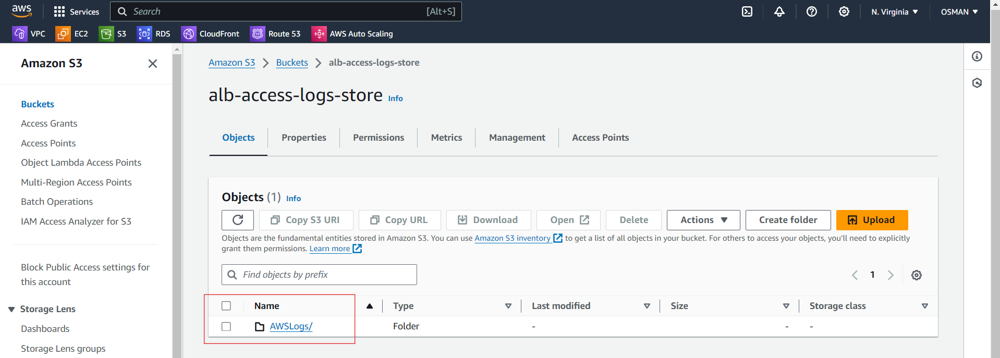 aws Services Search [Alt+S] N. Virginia OSMAN
VPC EC2 S3 RDS CloudFront Route 53 AWS Auto Scaling
Amazon S3
Buckets
Access Grants
Access Points
Object Lambda Access Points
Multi-Region Access Points
Batch Operations
IAM Access Analyzer for S3
Block Public Access settings for
this account
Storage Lens
Dashboards
Storage Lens groups
Amazon S3 Buckets alb-access-logs-store
alb-access-logs-store Info
Objects Properties Permissions Metrics Management Access Points
Objects (1) Info
Copy S3 URI Copy URL Download Open Delete Actions Create folder Upload
Objects are the fundamental entities stored in Amazon S3. You can use Amazon S3 inventory to get a list of all objects in your bucket. For others to access your objects, you'll need to explicitly
grant them permissions. Learn more
Find objects by prefix 1
Name Type Last modified Size Storage class
AWSLogs/ Folder - - -